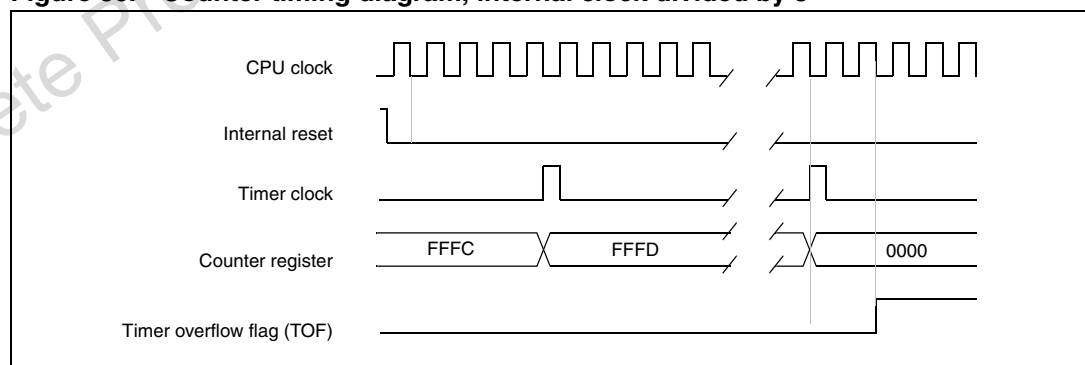 CPU clock
Internal reset
Timer clock
FFFC
FFFD
0000
Counter register
Timer overflow flag (TOF)